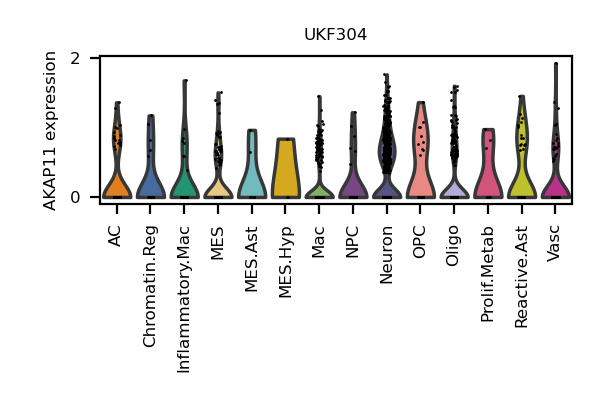 UKF304
AKAP11 expression
2
0
AC
Chromatin.Reg
Inflammatory.Mac
MES
MES.Ast
MES.Hyp
Mac
NPC
Neuron
OPC
Oligo
Prolif.Metab
Reactive.Ast
Vasc